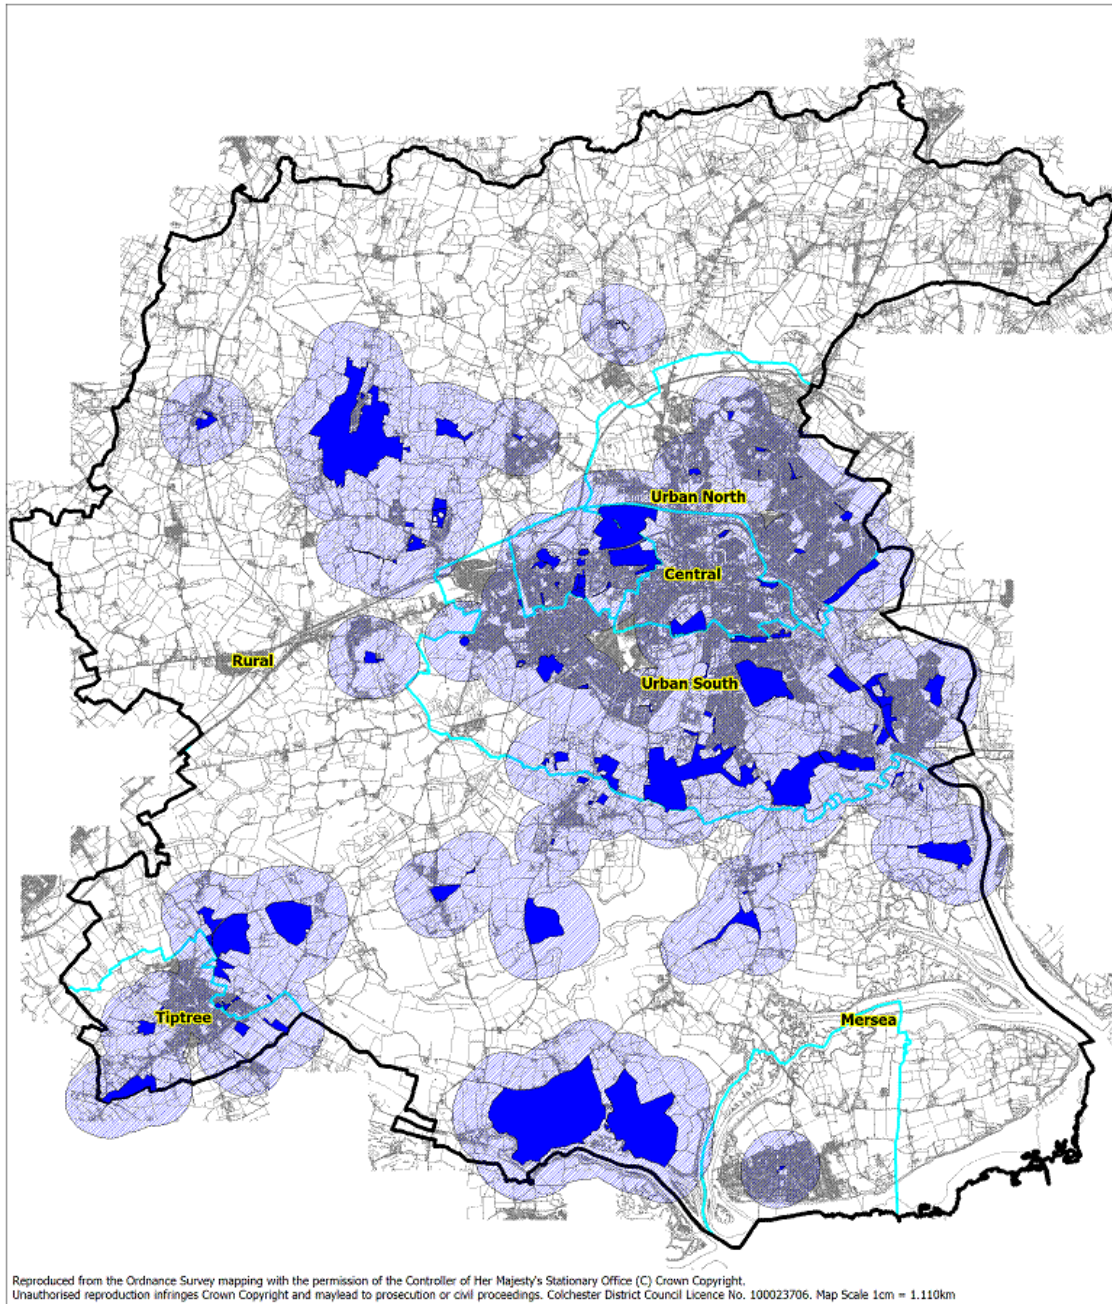 Urban North
Central
Rural
Urban South
Tiptree
Mersea
Reproduced from the Ordnance Survey mapping with the permission of the Controller of Her Majesty's Stationary Office (C) Crown Copyright.
Unauthorised reproduction infringes Crown Copyright and maylead to prosecution or civil proceedings. Colchester District Council Licence No. 100023706. Map Scale 1cm = 1.110km